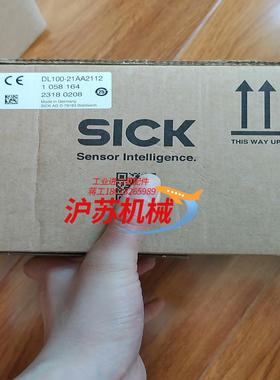 CE
DL100-21AA2112
1 058 164
2318 0208
Made in Germany
SICK AG D-79183 Waldkirch
SICK
Sensor Intelligence.
THIS WAY UP
沪苏机械